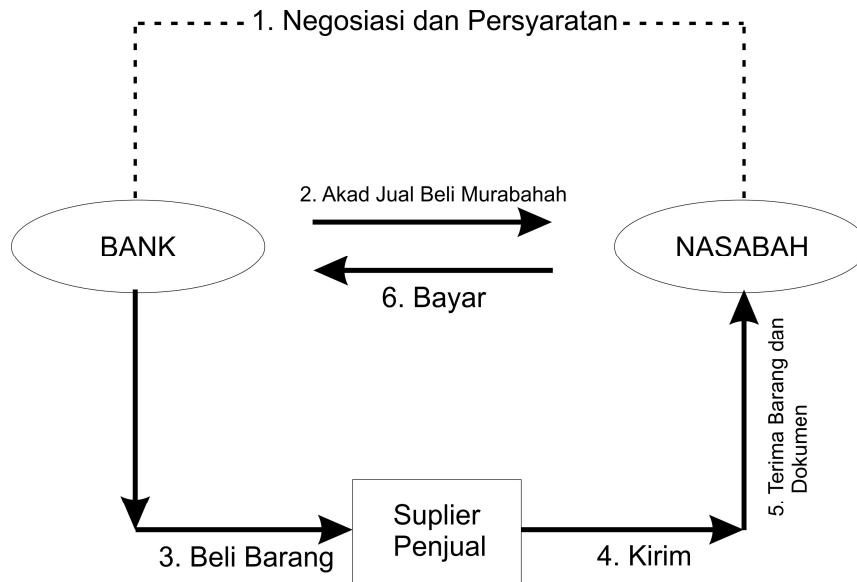 1. Negosiasi dan Persyaratan
2. Akad Jual Beli Murabahah
BANK
NASABAH
6. Bayar
5. Terima Barang dan
Dokumen
Suplier
Penjual
3. Beli Barang
4. Kirim